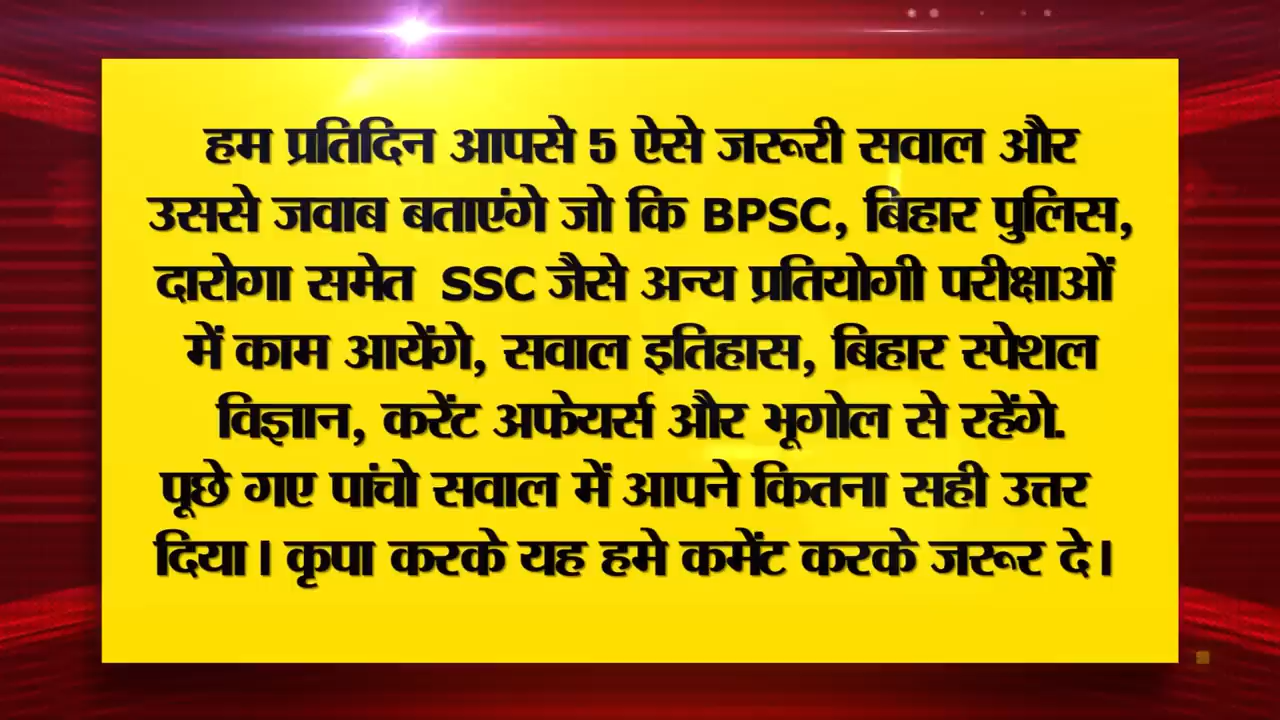 हम प्रतिदिन आपसे 5 ऐसे जरूरी सवाल और
उससे जवाब बताएंगे जो कि BPSC, बिहार पुलिस,
दारोगा समेत SSC जैसे अन्य प्रतियोगी परीक्षाओं
में काम आयेंगे, सवाल इतिहास, बिहार स्पेशल
विज्ञान, करेंट अफेयर्स और भूगोल से रहेंगे.
पूछे गए पांचो सवाल में आपने कितना सही उत्तर
दिया। कृपा करके यह हमे कमेंट करके जरूर दे।